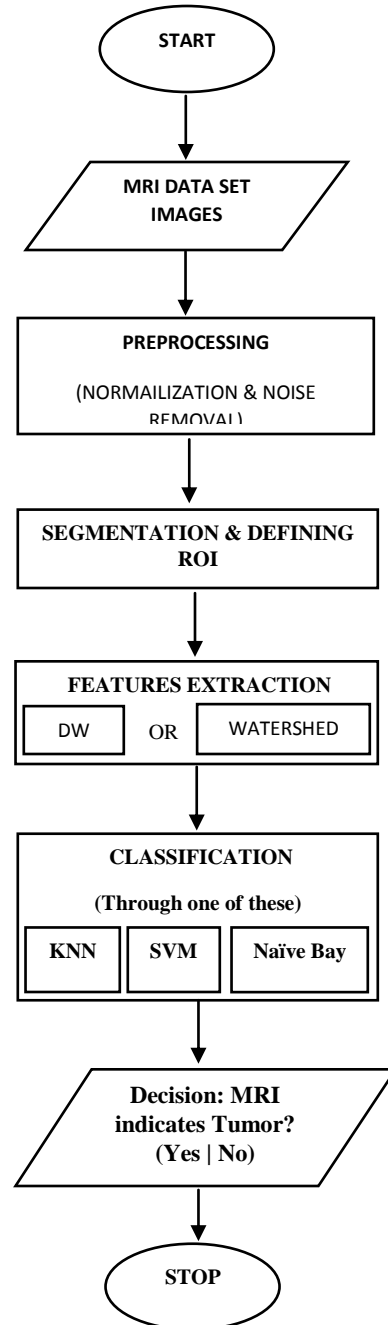 START
MRI DATA SET
IMAGES
PREPROCESSING
(NORMAILIZATION & NOISE
REMOVAL)
SEGMENTATION & DEFINING
ROI
FEATURES EXTRACTION
DW OR WATERSHED
CLASSIFICATION
(Through one of these)
KNN SVM Naïve Bay
Decision: MRI
indicates Tumor?
(Yes | No)
STOP